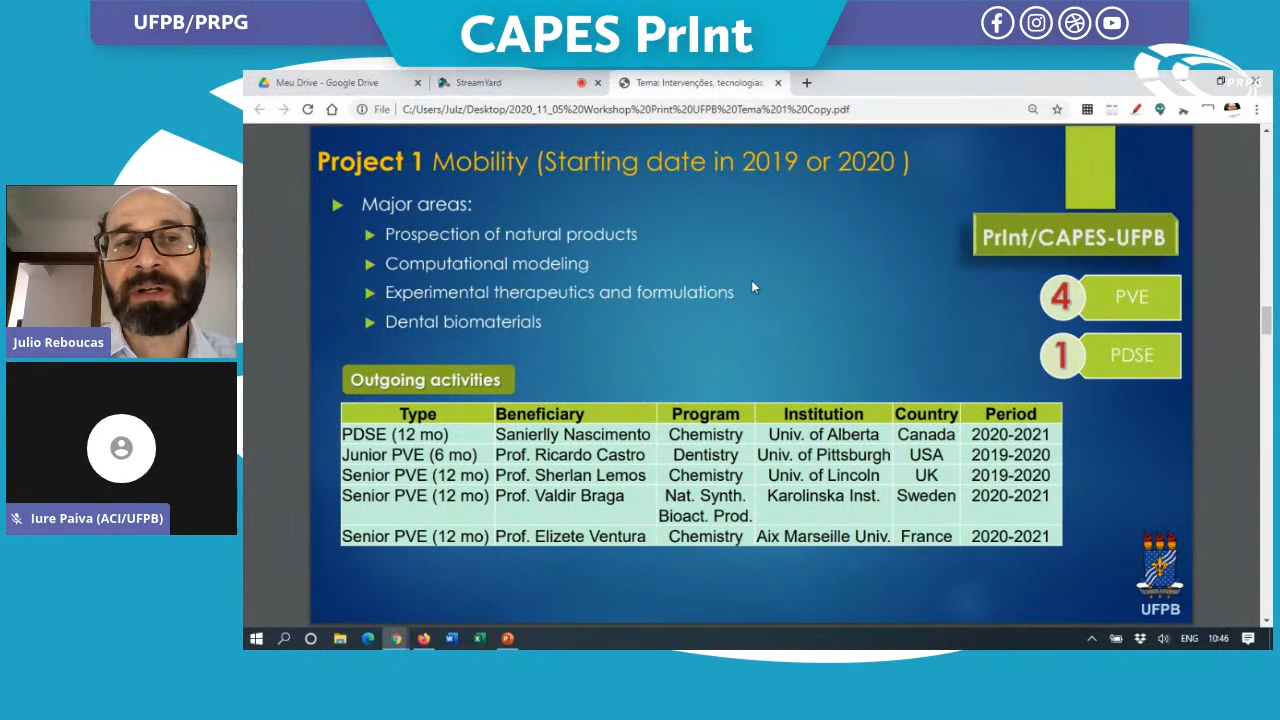 UFPB/PRPG
CAPES PrInt
Meu Drive - Google Drive
StreamYard
Tema: Intervenções, tecnologias
File
C:/Users/Julz/Desktop/2020_11_05%20Workshop%20Print%20UFPB%20Tema%201%20Copy.pdf
Project 1 Mobility (Starting date in 2019 or 2020 )
Major areas:
Prospection of natural products
Computational modeling
Experimental therapeutics and formulations
Dental biomaterials
PrInt/CAPES-UFPB
4 PVE
1 PDSE
Outgoing activities
Type Beneficiary Program Institution Country Period
PDSE (12 mo) Sanierlly Nascimento Chemistry Univ. of Alberta Canada 2020-2021
Junior PVE (6 mo) Prof. Ricardo Castro Dentistry Univ. of Pittsburgh USA 2019-2020
Senior PVE (12 mo) Prof. Sherlan Lemos Chemistry Univ. of Lincoln UK 2019-2020
Senior PVE (12 mo) Prof. Valdir Braga Nat. Synth. Karolinska Inst. Sweden 2020-2021
Bioact. Prod.
Senior PVE (12 mo) Prof. Elizete Ventura Chemistry Aix Marseille Univ. France 2020-2021
UFPB
Julio Reboucas
Iure Paiva (ACI/UFPB)
ENG 10:46